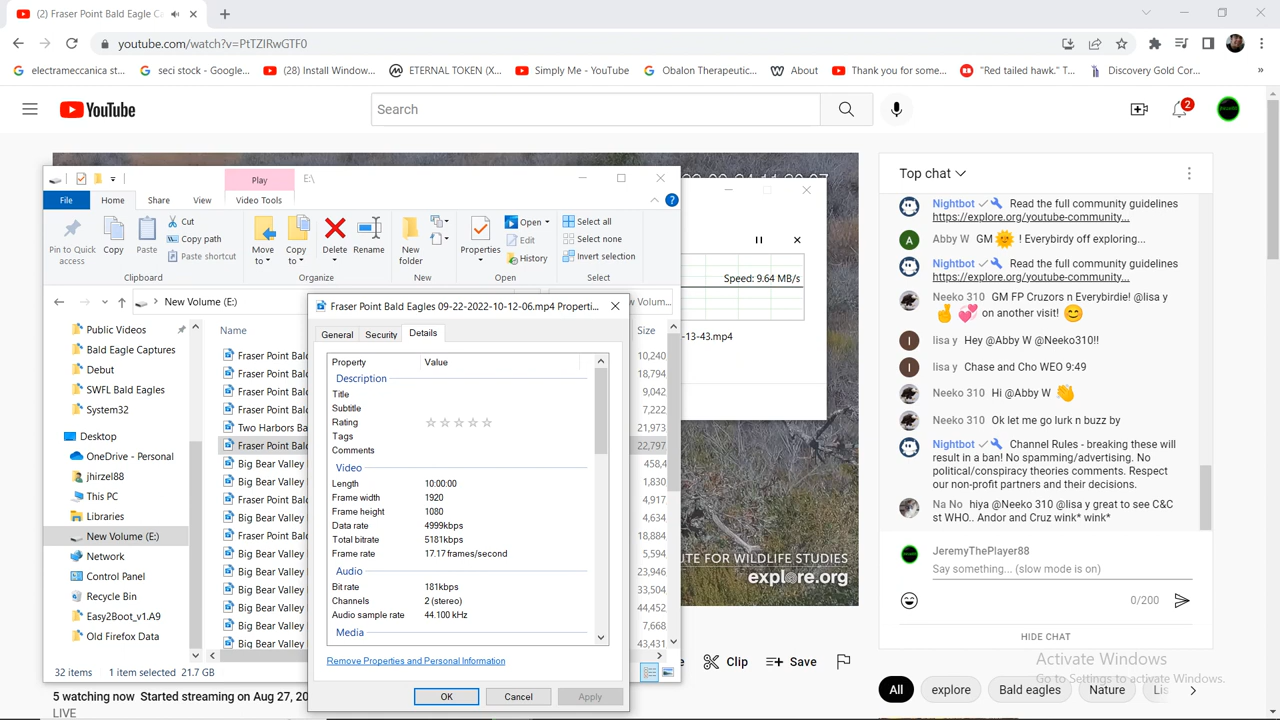 (2) Fraser Point Bald Eagle Ca
youtube.com/watch?v=PtTZIRwGTF0
electrameccanica st...
seci stock - Google...
(28) Install Window...
ETERNAL TOKEN (X...
Simply Me - YouTube
Obalon Therapeutic...
About
Thank you for some...
"Red tailed hawk." T...
Discovery Gold Cor...
»
YouTube
Search
2
Play
E:\
File
Home
Share
View
Video Tools
Pin to Quick
access
Copy
Paste
Cut
Copy path
Paste shortcut
Clipboard
Move
to
Copy
to
Delete
Rename
Organize
New
folder
New
Properties
Open
Edit
History
Open
Select all
Select none
Invert selection
Select
New Volume (E:)
New Volum...
Public Videos
Bald Eagle Captures
Debut
SWFL Bald Eagles
System32
Desktop
OneDrive - Personal
jhirzel88
This PC
Libraries
New Volume (E:)
Network
Control Panel
Recycle Bin
Easy2Boot_v1.A9
Old Firefox Data
Name
Size
Fraser Point Bald
10,240
Fraser Point Bald
18,794
Fraser Point Bald
9,042
Fraser Point Bald
7,222
Two Harbors Ba
21,973
Fraser Point Bald
22,797
Big Bear Valley
458,4
Big Bear Valley
1,830
Fraser Point Bald
4,917
Big Bear Valley
4,634
Fraser Point Bald
18,884
Big Bear Valley
5,594
Big Bear Valley
23,946
Big Bear Valley
33,504
Big Bear Valley
44,452
Big Bear Valley
7,668
Big Bear Valley
43,431
32 items
1 item selected 21.7 GB
Fraser Point Bald Eagles 09-22-2022-10-12-06.mp4 Properti...
General
Security
Details
Property
Value
Description
Title
Subtitle
Rating
Tags
Comments
Video
Length 10:00:00
Frame width 1920
Frame height 1080
Data rate 4999kbps
Total bitrate 5181kbps
Frame rate 17.17 frames/second
Audio
Bit rate 181kbps
Channels 2 (stereo)
Audio sample rate 44.100 kHz
Media
Remove Properties and Personal Information
OK
Cancel
Apply
Speed: 9.64 MB/s
-13-43.mp4
UTE FOR WILDLIFE STUDIES
explore.org
Clip
Save
5 watching now Started streaming on Aug 27, 20
LIVE
Top chat
Nightbot Read the full community guidelines
https://explore.org/youtube-community...
Abby W GM ! Everybirdy off exploring...
Nightbot Read the full community guidelines
https://explore.org/youtube-community...
Neeko 310 GM FP Cruzors n Everybirdie! @lisa y
on another visit!
lisa y Hey @Abby W @Neeko310!!
lisa y Chase and Cho WEO 9:49
Neeko 310 Hi @Abby W
Neeko 310 Ok let me go lurk n buzz by
Nightbot Channel Rules - breaking these will
result in a ban! No spamming/advertising. No
political/conspiracy theories comments. Respect
our non-profit partners and their decisions.
Na No hiya @Neeko 310 @lisa y great to see C&C
st WHO.. Andor and Cruz wink* wink*
JeremyThePlayer88
Say something... (slow mode is on)
0/200
HIDE CHAT
Activate Windows
Go to Settings to activate Windows.
All
explore
Bald eagles
Nature
Lis